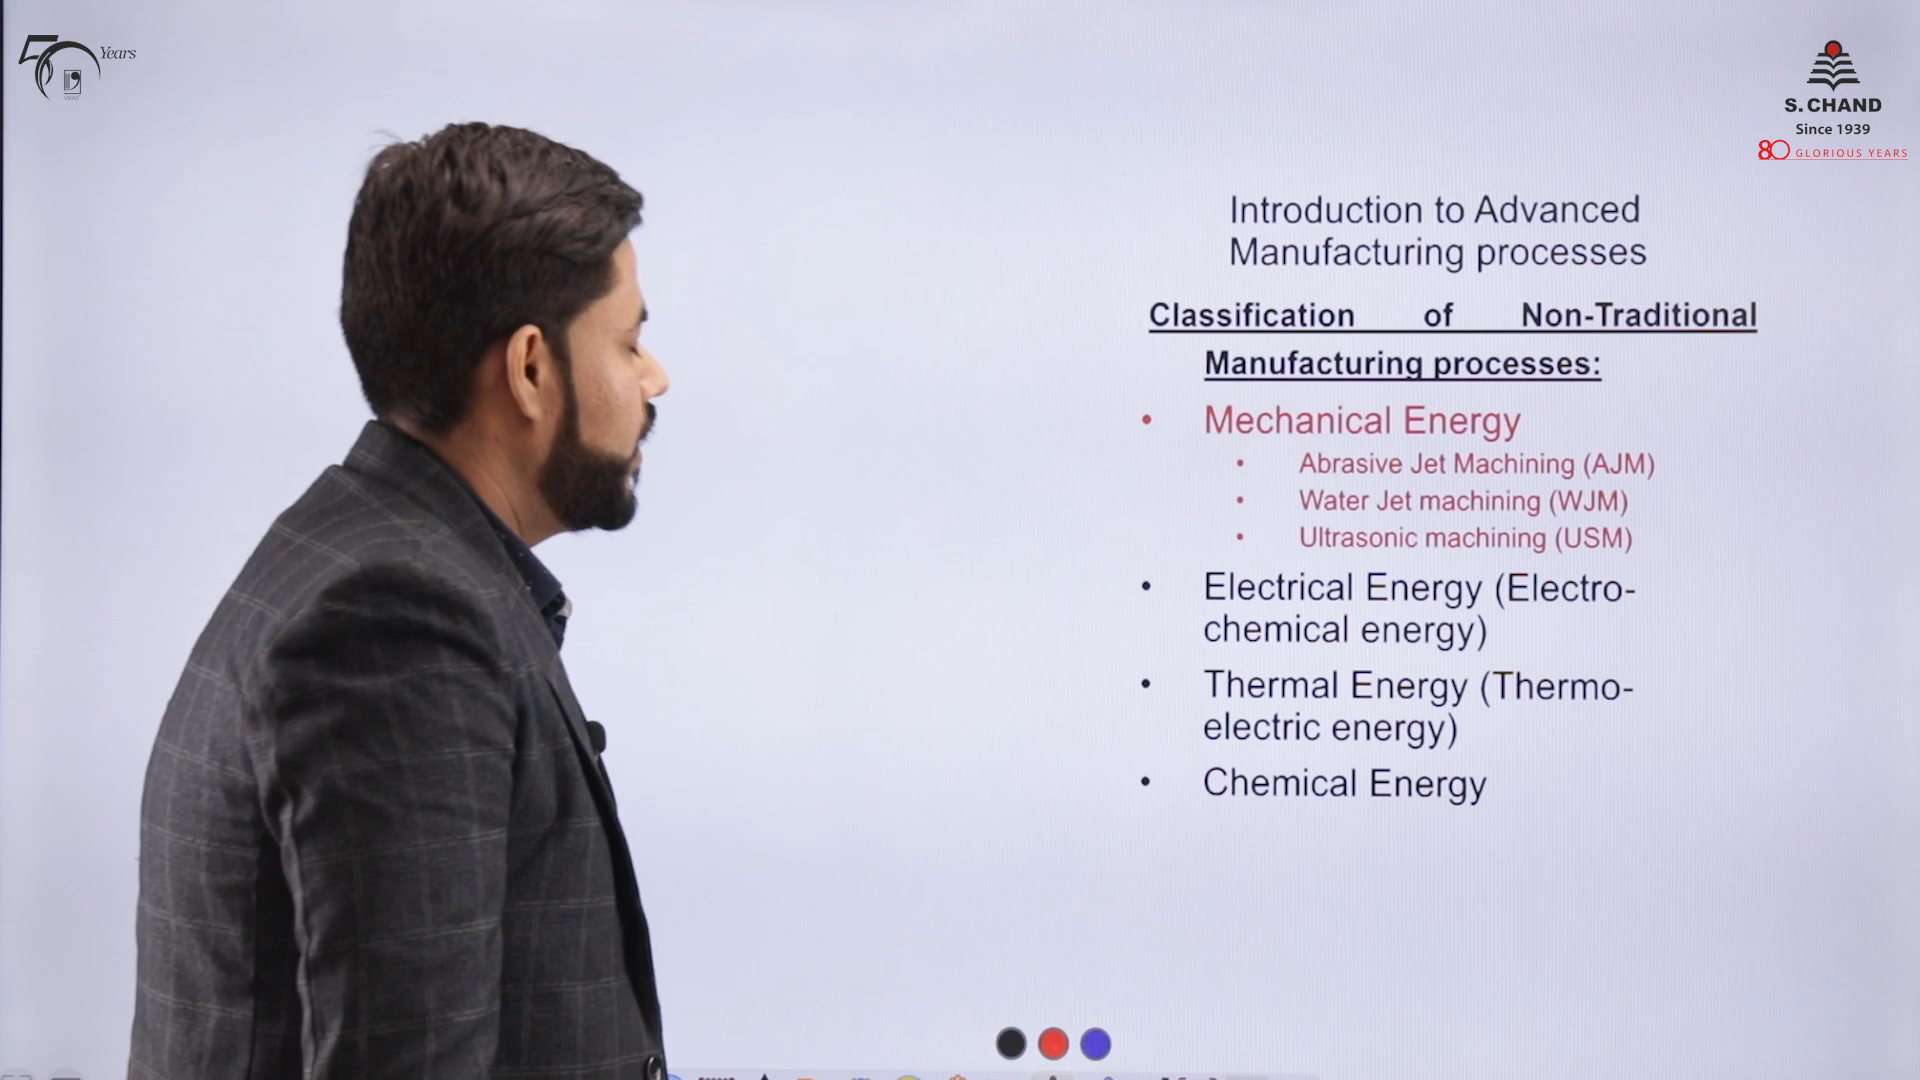 50 Years
VIKAS
S. CHAND
Since 1939
80 GLORIOUS YEARS
Introduction to Advanced
Manufacturing processes
Classification of Non-Traditional
Manufacturing processes:
• Mechanical Energy
• Abrasive Jet Machining (AJM)
• Water Jet machining (WJM)
• Ultrasonic machining (USM)
• Electrical Energy (Electro-
chemical energy)
• Thermal Energy (Thermo-
electric energy)
• Chemical Energy